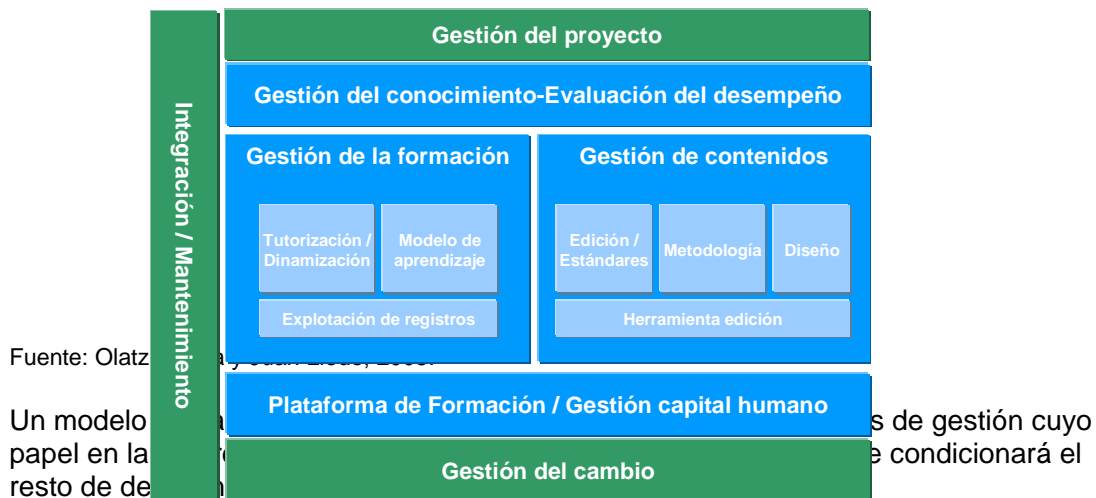 Gestión del proyecto
Gestión del conocimiento-Evaluación del desempeño
Integración / Mantenimiento
Gestión de la formación
Gestión de contenidos
Tutorización /
Dinamización
Modelo de
aprendizaje
Edición /
Estándares
Metodología
Diseño
Explotación de registros
Herramienta edición
Plataforma de Formación / Gestión capital humano
Gestión del cambio
Fuente: Olatz
Un modelo s de gestión cuyo
papel en la condicionará el
resto de